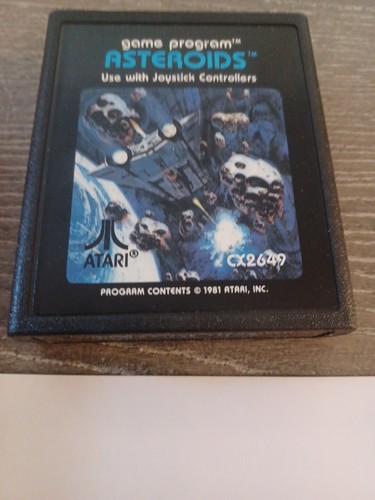 game program™
ASTEROIDS™
Use with Joystick Controllers
ATARI®
CX2649
PROGRAM CONTENTS © 1981 ATARI, INC.